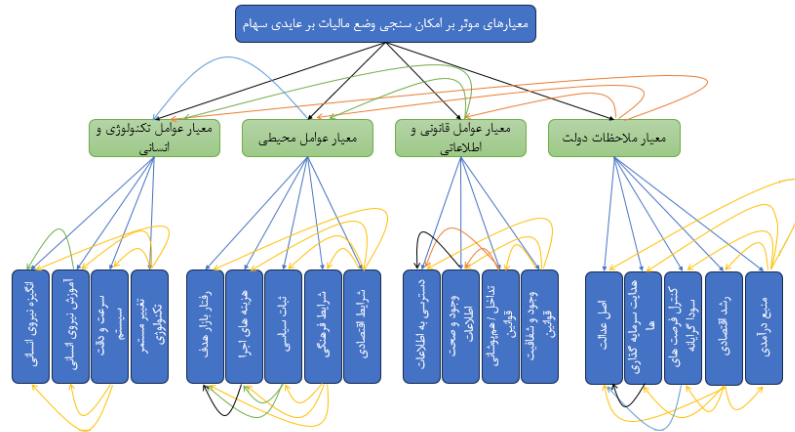 معیارهای موثر بر امکان سنجی وضع مالیات بر عایدی سهام
معیار ملاحظات دولت
معیار عوامل قانونی و
اطلاعاتی
معیار عوامل محیطی
معیار عوامل تکنولوژی و
انسانی
منبع درآمدی
رشد اقتصادی
کنترل فرصت های
سودا گرایانه
هدایت سرمایه گذاری
ها
اصل عدالت
وجود و شفافیت
قوانین
تداخل / هم‌پوشانی
قوانین
وجود و صحت
اطلاعات
دسترسی به اطلاعات
شرایط اقتصادی
شرایط فرهنگی
ثبات سیاسی
هزینه های اجرا
رفتار بازار هدف
تغییر مستمر
تکنولوژی
سرعت و دقت
سیستم
آموزش نیروی انسانی
انگیزه نیروی انسانی